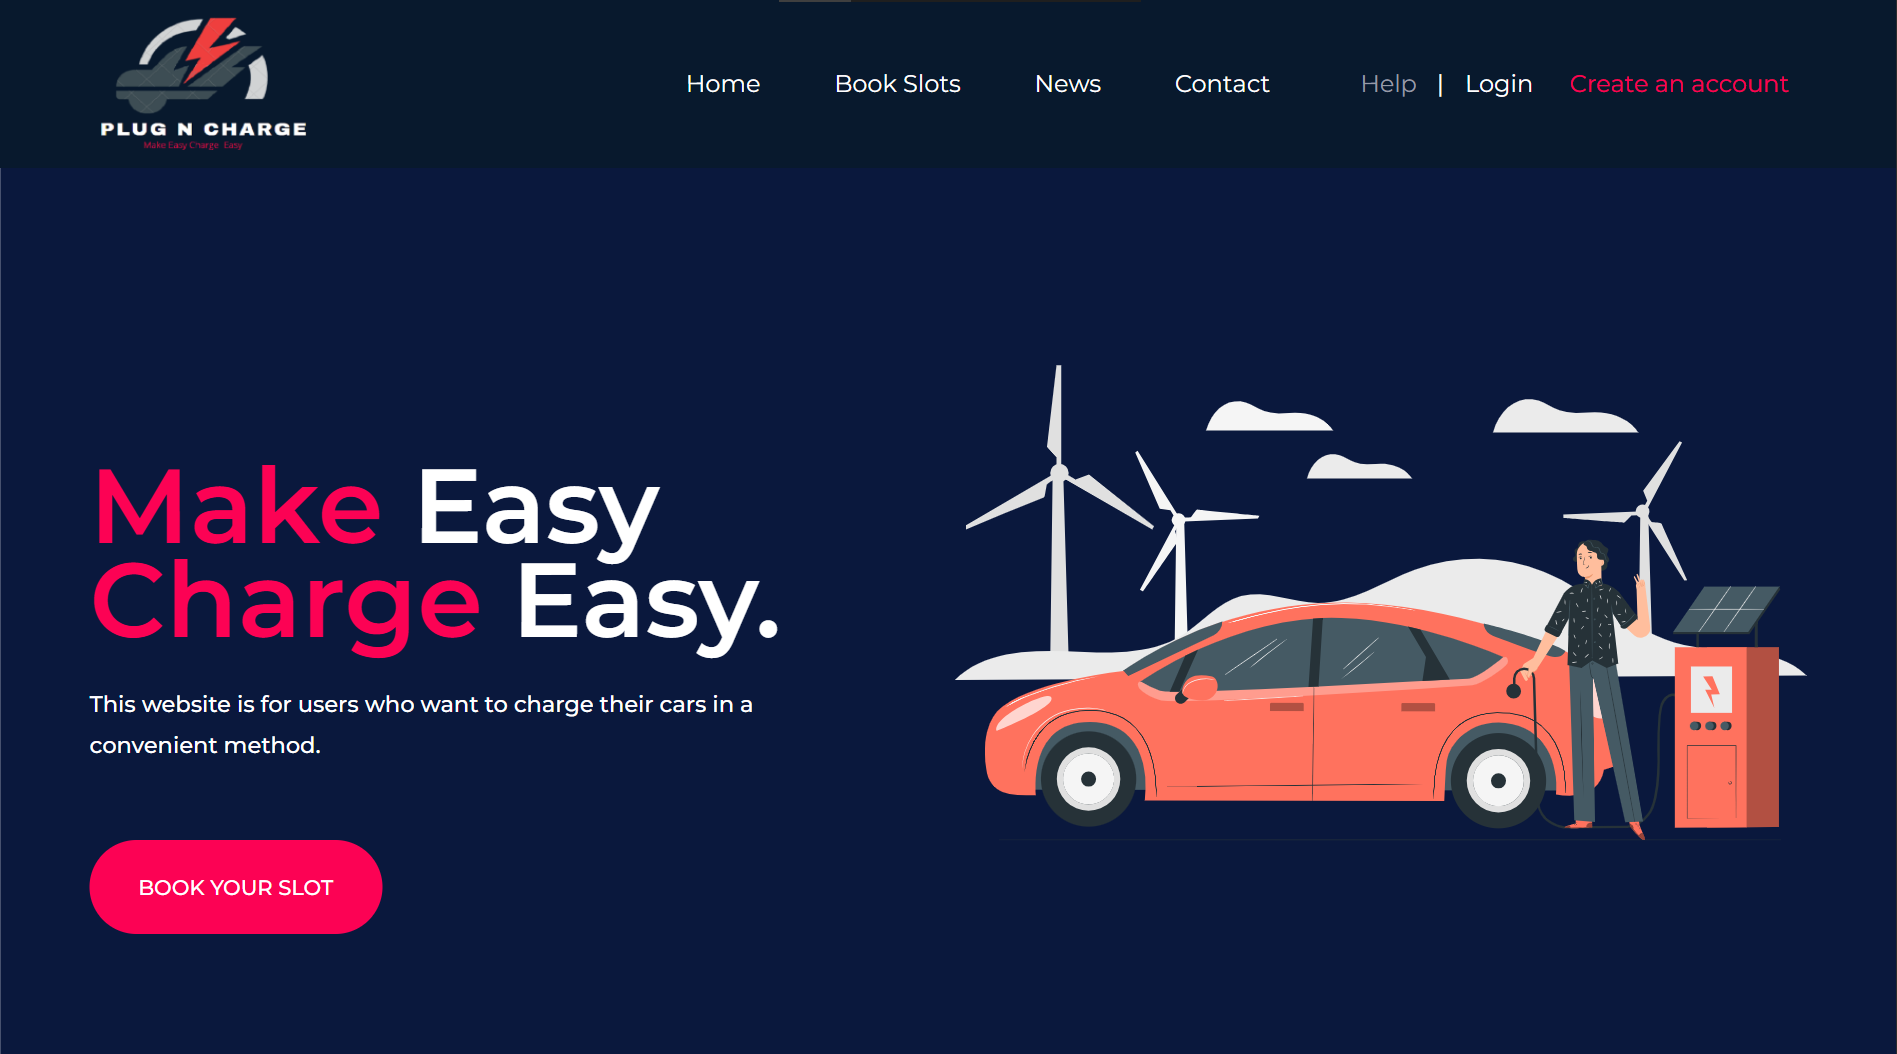 PLUG N CHARGE
Make Easy Charge Easy
Home Book Slots News Contact Help | Login Create an account
Make Easy
Charge Easy.
This website is for users who want to charge their cars in a
convenient method.
BOOK YOUR SLOT